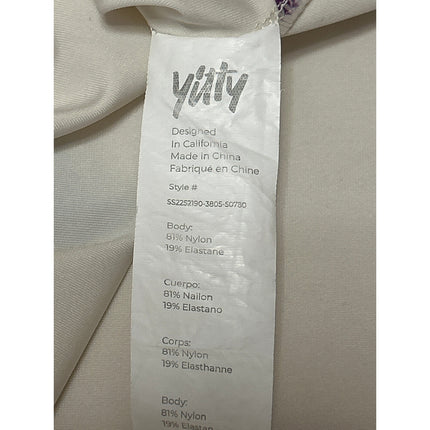 Yitty
Designed
In California
Made in China
Fabriqué en Chine
Style #
SS2252190-3805-S0780
Body:
81% Nylon
19% Elastane
Cuerpo:
81% Nailon
19% Elastano
Corps:
81% Nylon
19% Elasthanne
Body:
81% Nylon